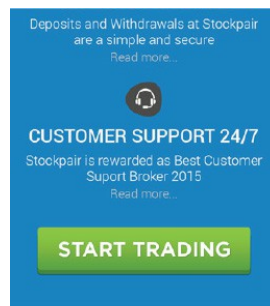 Deposits and Withdrawals at Stockpair
are a simple and secure
Read more...
CUSTOMER SUPPORT 24/7
Stockpair is rewarded as Best Customer
Suport Broker 2015
Read more...
START TRADING